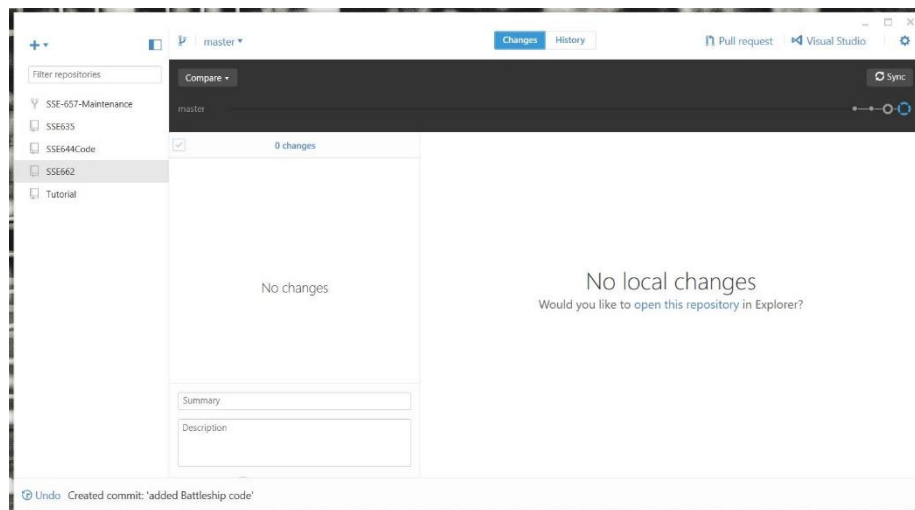 master
Changes
History
Pull request
Visual Studio
Filter repositories
SSE-657-Maintenance
SSE635
SSE644Code
SSE662
Tutorial
Compare
Sync
master
0 changes
No changes
No local changes
Would you like to open this repository in Explorer?
Summary
Description
Undo Created commit: 'added Battleship code'